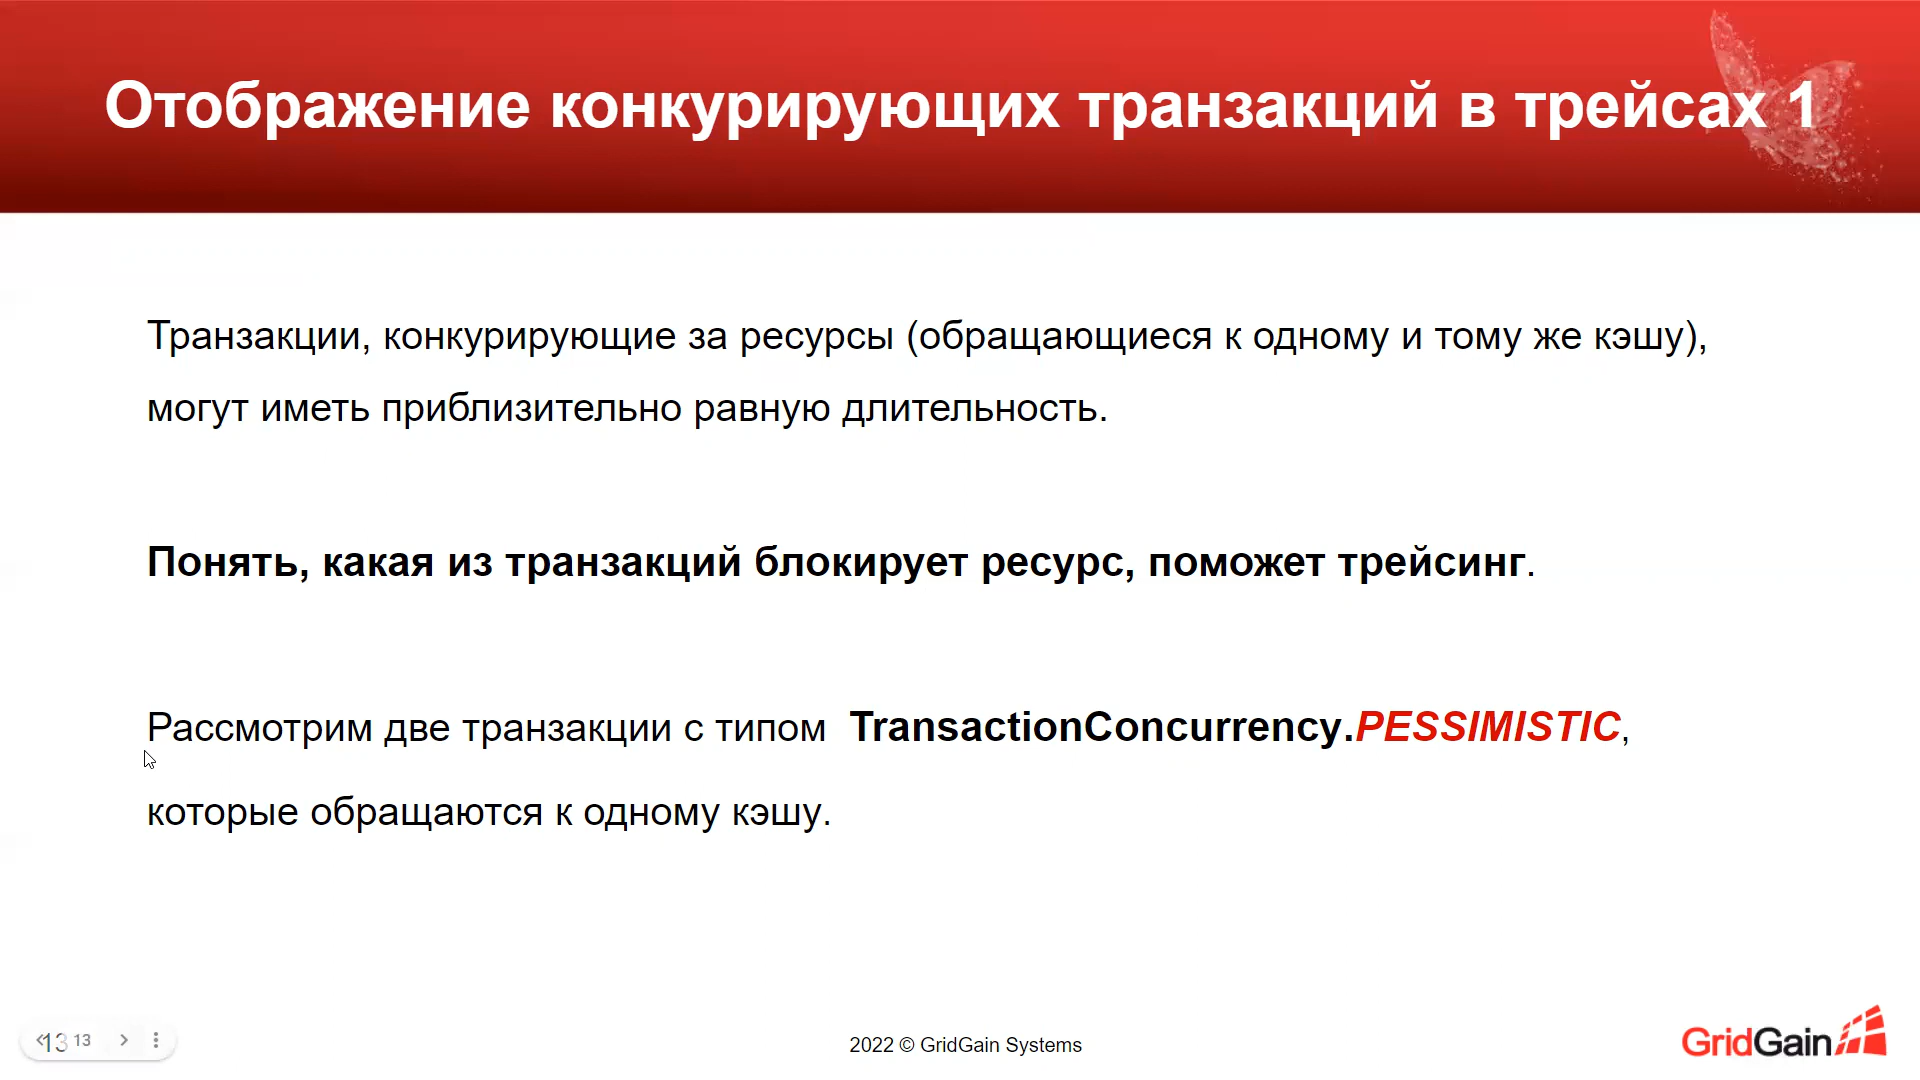 Отображение конкурирующих транзакций в трейсах 1
Транзакции, конкурирующие за ресурсы (обращающиеся к одному и тому же кэшу),
могут иметь приблизительно равную длительность.
Понять, какая из транзакций блокирует ресурс, поможет трейсинг.
Рассмотрим две транзакции с типом TransactionConcurrency.PESSIMISTIC,
которые обращаются к одному кэшу.
13 13
2022 © GridGain Systems
GridGain